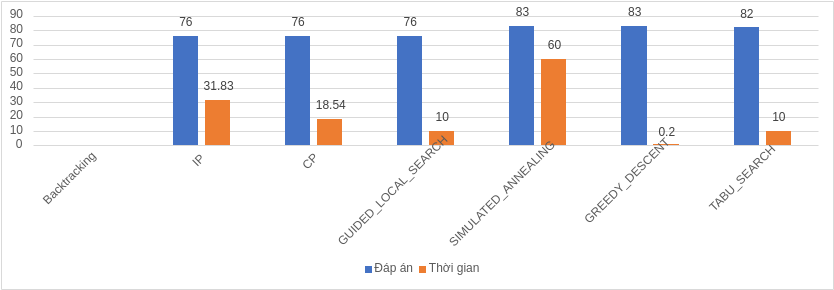 90
80
70
60
50
40
30
20
10
0
76
31.83
76
18.54
76
10
83
60
83
0.2
82
10
Backtracking
IP
CP
GUIDED_LOCAL_SEARCH
SIMULATED_ANNEALING
GREEDY_DESCENT
TABU_SEARCH
Đáp án Thời gian